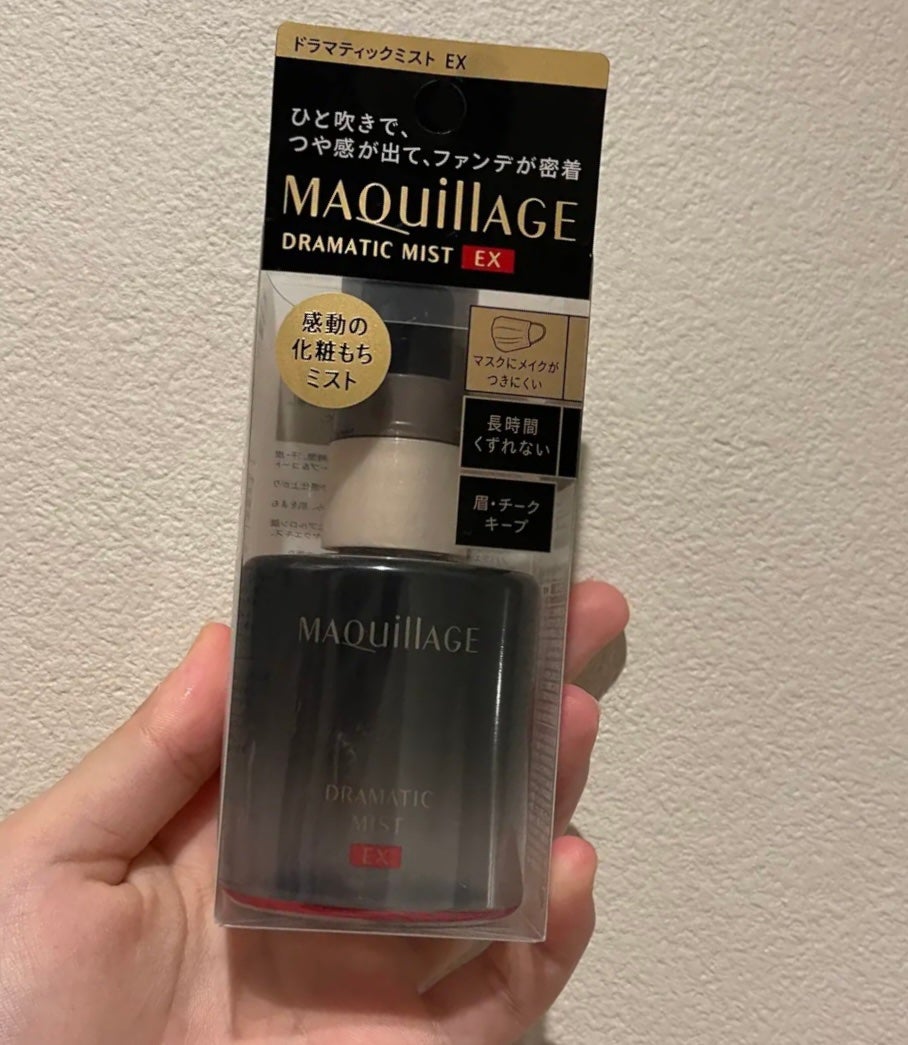 ドラマティックミスト EX
ひと吹きで、
つや感が出て、ファンデが密着
MAQuillAGE
DRAMATIC MIST EX
感動の
化粧もち
ミスト
マスクにメイクが
つきにくい
長時間
くずれない
眉・チーク
キープ
MAQuillAGE
DRAMATIC
MIST
EX